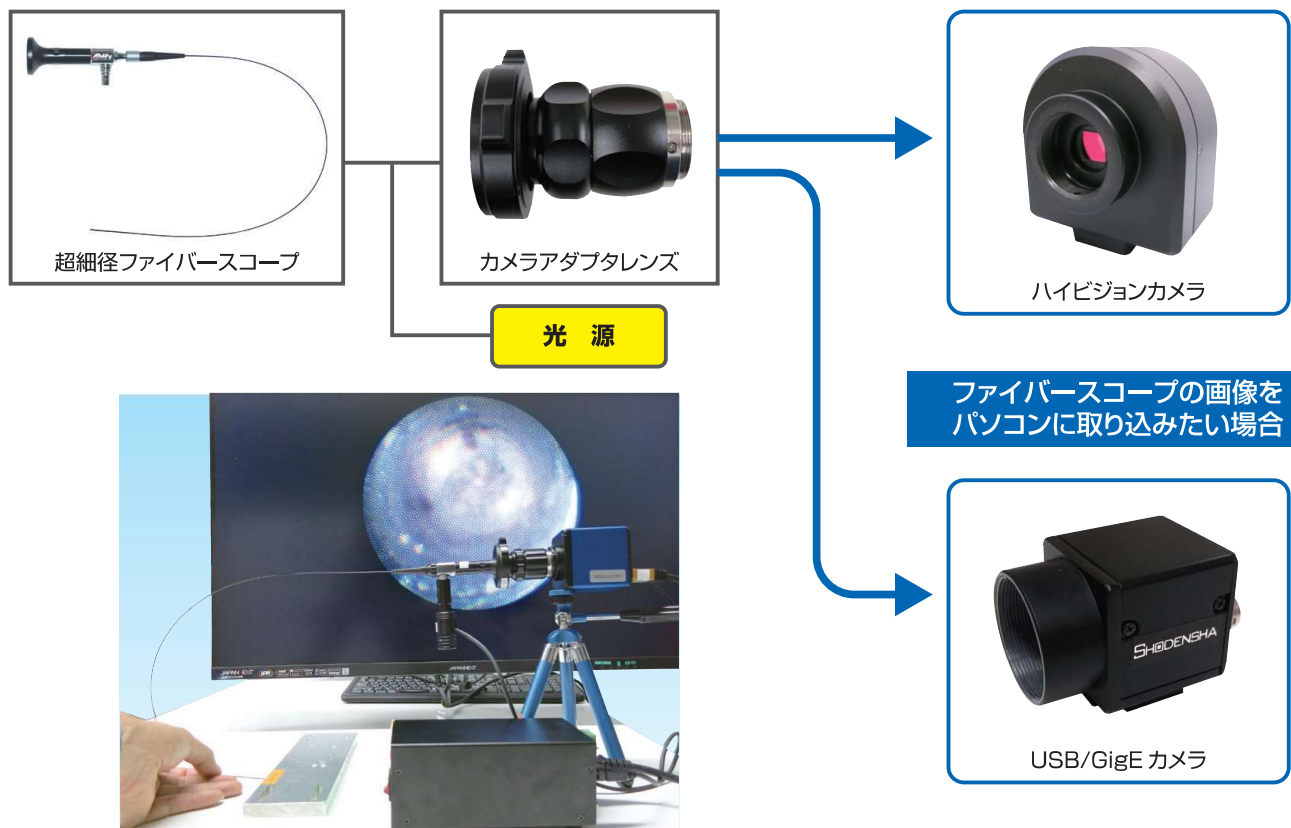 超細径ファイバースコープ
カメラアダプタレンズ
ハイビジョンカメラ
光 源
ファイバースコープの画像を
パソコンに取り込みたい場合
JAPANNEXT
JAPANNEXT
SHODENSHA
USB/GigE カメラ